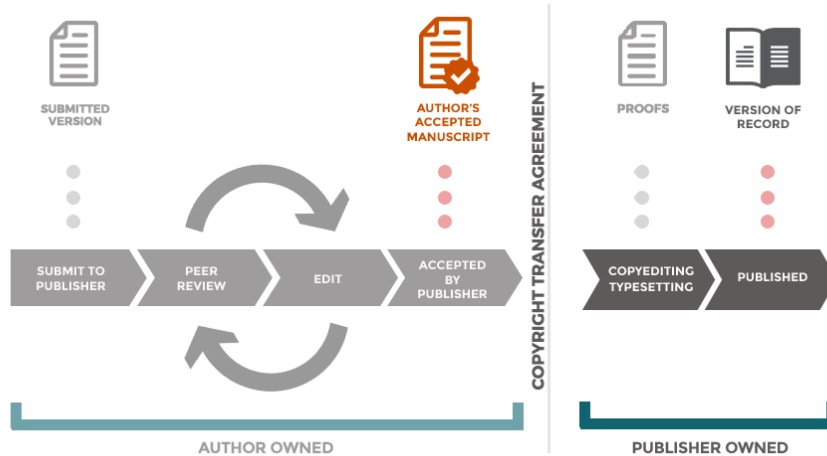 SUBMITTED
VERSION
AUTHOR'S
ACCEPTED
MANUSCRIPT
COPYRIGHT TRANSFER AGREEMENT
PROOFS
VERSION OF
RECORD
SUBMIT TO
PUBLISHER
PEER
REVIEW
EDIT
ACCEPTED
BY
PUBLISHER
COPYEDITING
TYPESETTING
PUBLISHED
AUTHOR OWNED
PUBLISHER OWNED